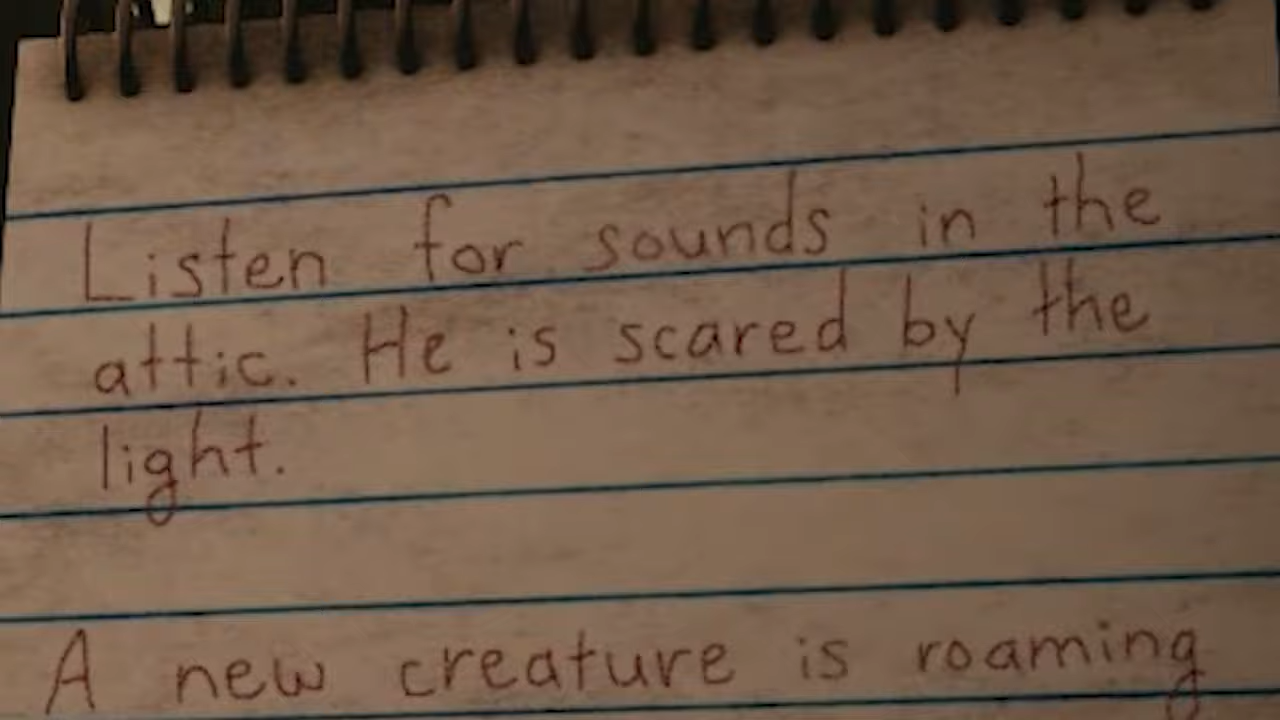 Listen for sounds in the
attic. He is scared by the
light.
A new creature is roaming